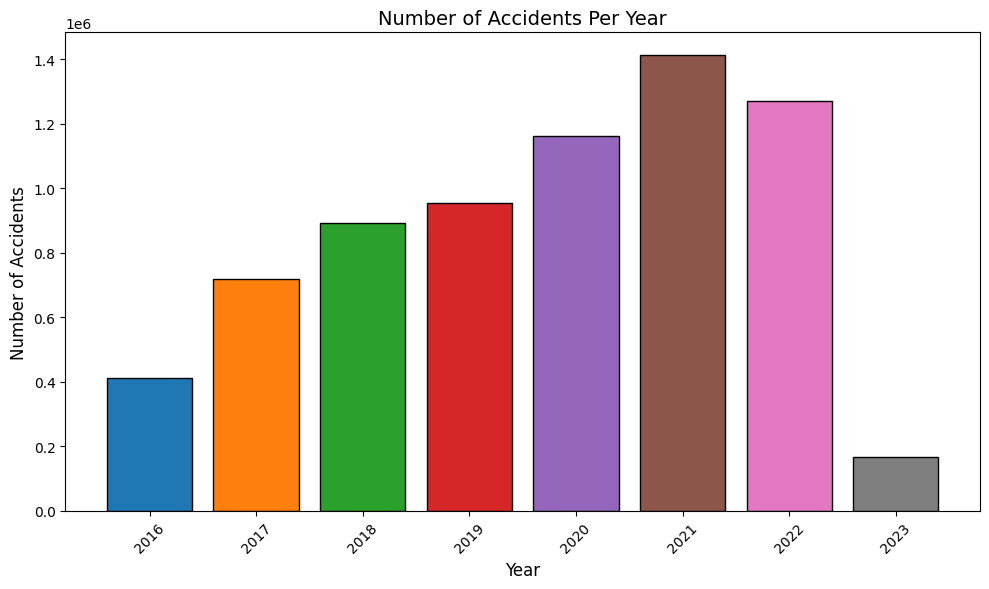 Number of Accidents Per Year
1e6
1.4
1.2
1.0
0.8
0.6
0.4
0.2
0.0
Number of Accidents
2016 2017 2018 2019 2020 2021 2022 2023
Year